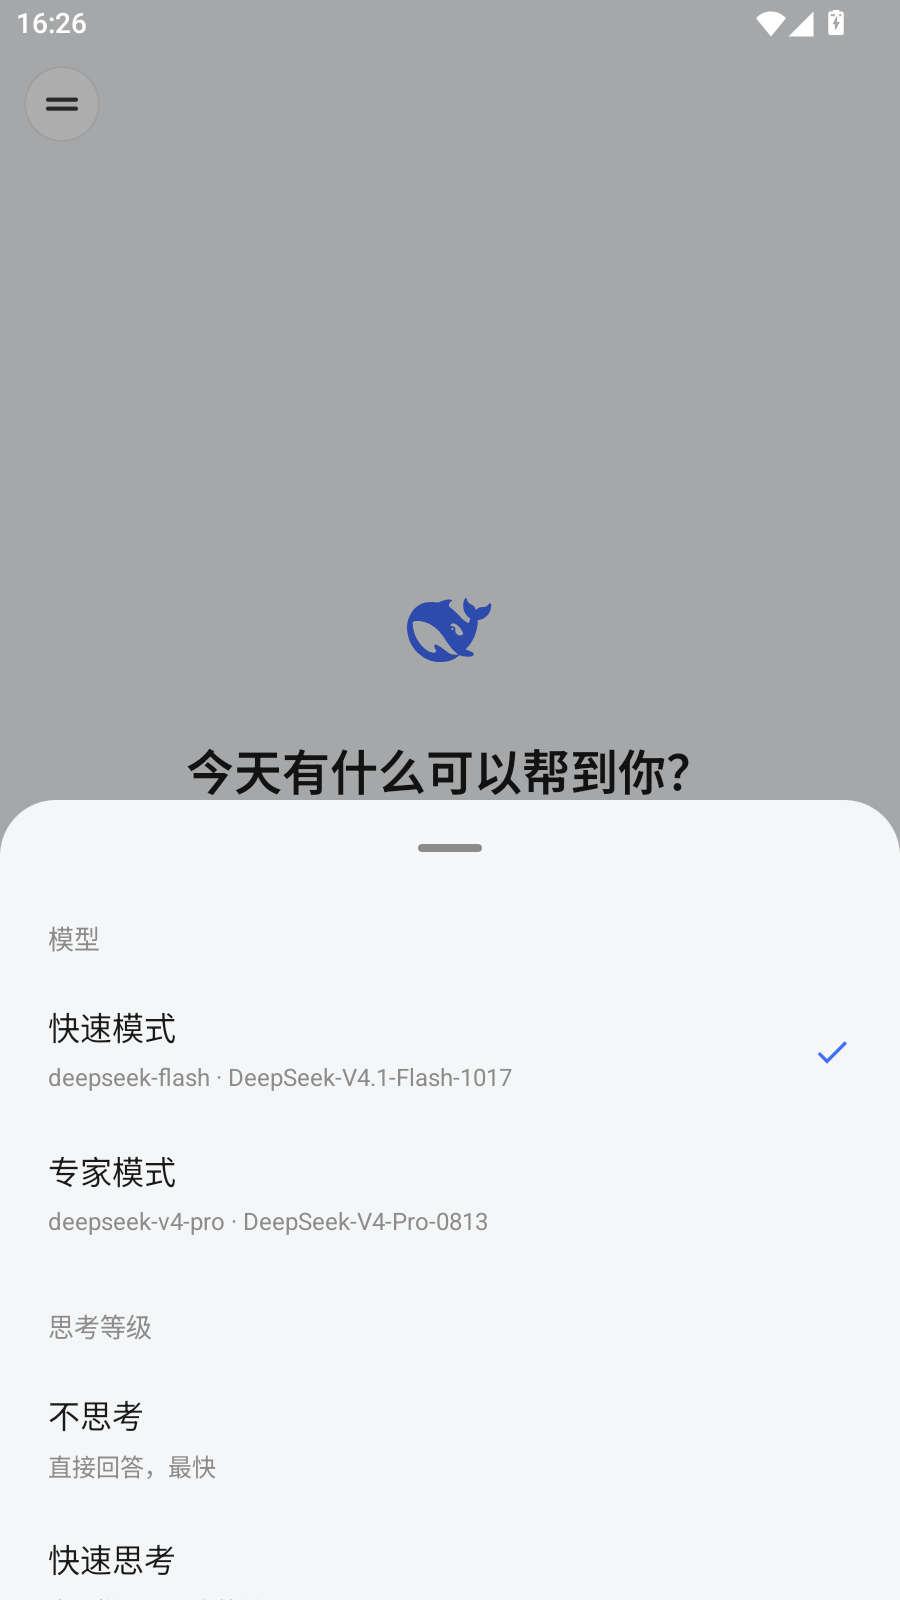 16:26
今天有什么可以帮到你？
模型
快速模式
deepseek-flash · DeepSeek-V4.1-Flash-1017
专家模式
deepseek-v4-pro · DeepSeek-V4-Pro-0813
思考等级
不思考
直接回答，最快
快速思考